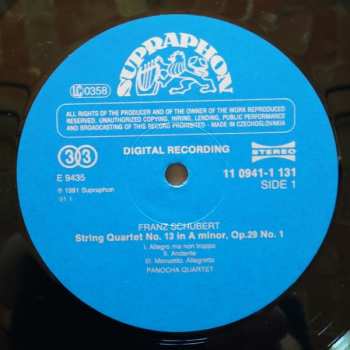 SUPRAPHON
LC 0358
ALL RIGHTS OF THE PRODUCER AND OF THE OWNER OF THE WORK REPRODUCED
RESERVED. UNAUTHORIZED COPYING, HIRING, LENDING, PUBLIC PERFORMANCE
AND BROADCASTING OF THIS RECORD PROHIBITED - MADE IN CZECHOSLOVAKIA
33
DIGITAL RECORDING
STEREO
E 9435
11 0941-1 131
SIDE 1
℗ 1991 Supraphon
91 1
FRANZ SCHUBERT
String Quartet No. 13 in A minor, Op.29 No. 1
I. Allegro ma non troppo
II. Andante
III. Menuetto. Allegretto
PANOCHA QUARTET